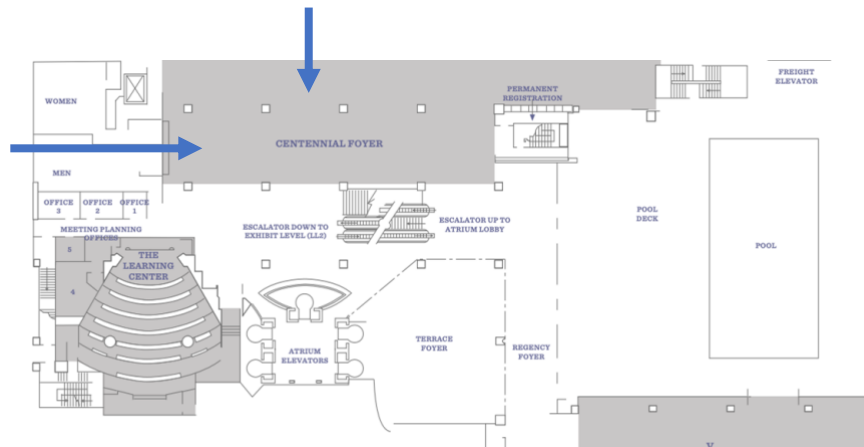 FREIGHT
ELEVATOR
WOMEN
PERMANENT
REGISTRATION
CENTENNIAL FOYER
MEN
OFFICE
3
OFFICE
2
OFFICE
1
POOL
DECK
ESCALATOR DOWN TO
EXHIBIT LEVEL (LL2)
ESCALATOR UP TO
ATRIUM LOBBY
MEETING PLANNING
OFFICES
5
THE
LEARNING
CENTER
4
POOL
TERRACE
FOYER
REGENCY
FOYER
ATRIUM
ELEVATORS
V